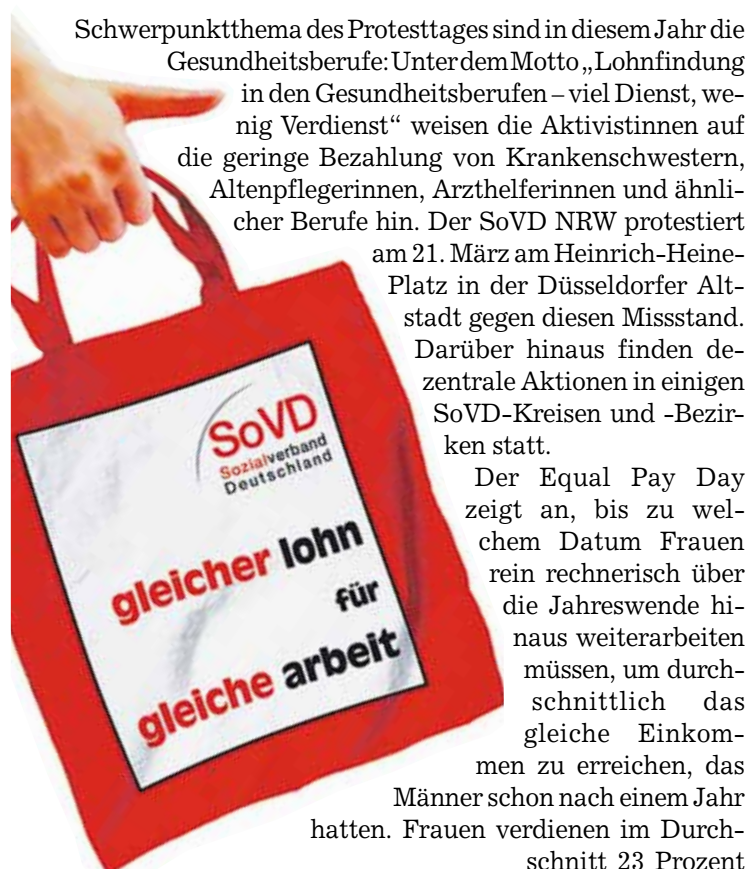 Schwerpunktthema des Protesttages sind in diesem Jahr die
Gesundheitsberufe: Unter dem Motto „Lohnfindung
in den Gesundheitsberufen – viel Dienst, we-
nig Verdienst“ weisen die Aktivistinnen auf
die geringe Bezahlung von Krankenschwestern,
Altenpflegerinnen, Arzthelferinnen und ähnli-
cher Berufe hin. Der SoVD NRW protestiert
am 21. März am Heinrich-Heine-
Platz in der Düsseldorfer Alt-
stadt gegen diesen Missstand.
Darüber hinaus finden de-
zentrale Aktionen in einigen
SoVD-Kreisen und -Bezir-
ken statt.
Der Equal Pay Day
zeigt an, bis zu wel-
chem Datum Frauen
rein rechnerisch über
die Jahreswende hi-
naus weiterarbeiten
müssen, um durch-
schnittlich das
gleiche Einkom-
men zu erreichen, das
Männer schon nach einem Jahr
hatten. Frauen verdienen im Durch-
schnitt 23 Prozent
SoVD
Sozialverband
Deutschland
gleicher lohn
für
gleiche arbeit